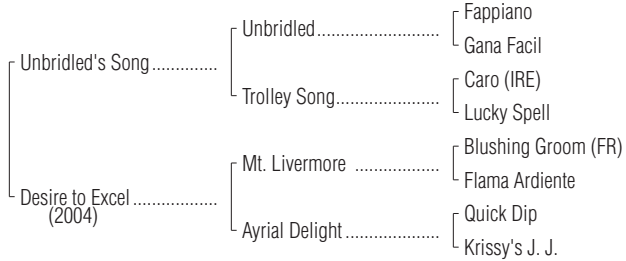 Fappiano
Unbridled..........................
Gana Facil
Unbridled's Song..............
Caro (IRE)
Trolley Song......................
Lucky Spell
Blushing Groom (FR)
Mt. Livermore ..................
Flama Ardiente
Desire to Excel..................
(2004)
Quick Dip
Ayrial Delight....................
Krissy's J. J.